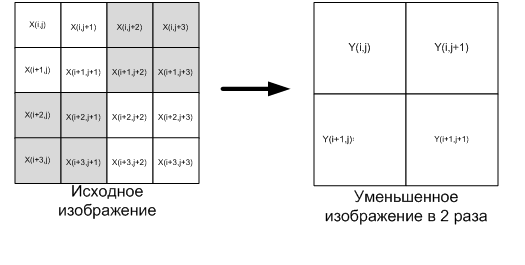 X(i,j) X(i,j+1) X(i,j+2) X(i,j+3)
X(i+1,j) X(i+1,j+1) X(i+1,j+2) X(i+1,j+3)
X(i+2,j) X(i+2,j+1) X(i+2,j+2) X(i+2,j+3)
X(i+3,j) X(i+3,j+1) X(i+3,j+2) X(i+3,j+3)
Исходное
изображение
Y(i,j) Y(i,j+1)
Y(i+1,j): Y(i+1,j+1)
Уменьшенное
изображение в 2 раза